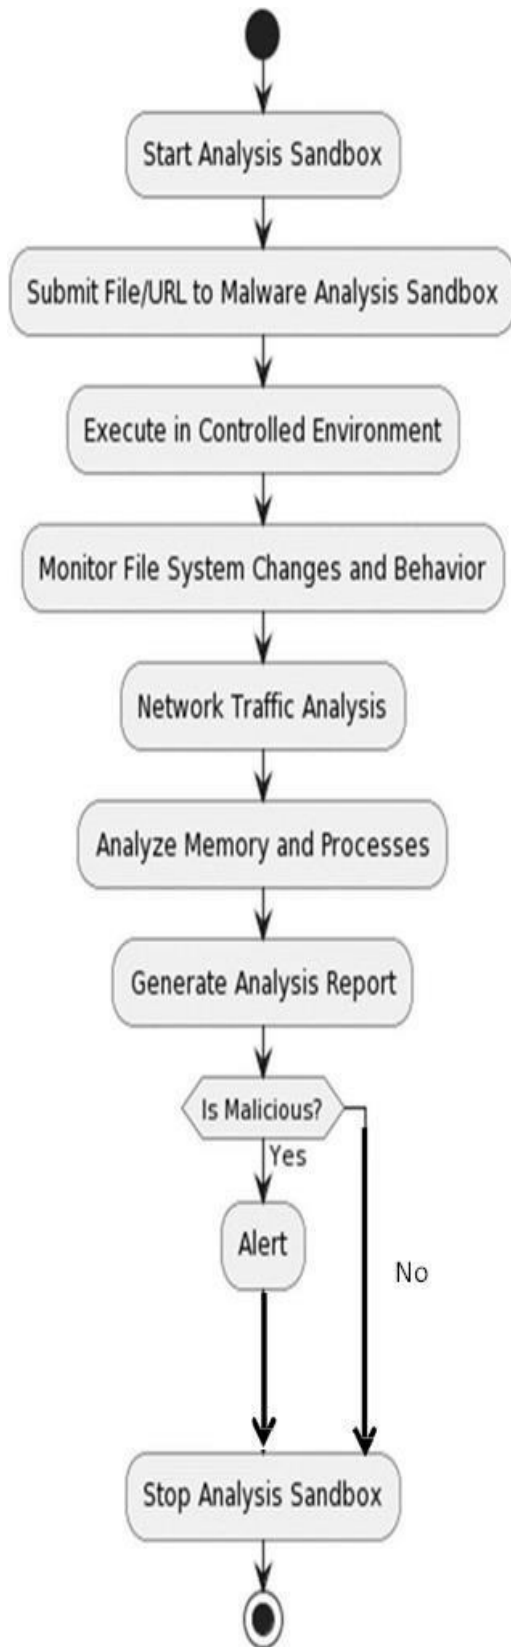 Start Analysis Sandbox
Submit File/URL to Malware Analysis Sandbox
Execute in Controlled Environment
Monitor File System Changes and Behavior
Network Traffic Analysis
Analyze Memory and Processes
Generate Analysis Report
Is Malicious?
Yes
Alert
No
Stop Analysis Sandbox